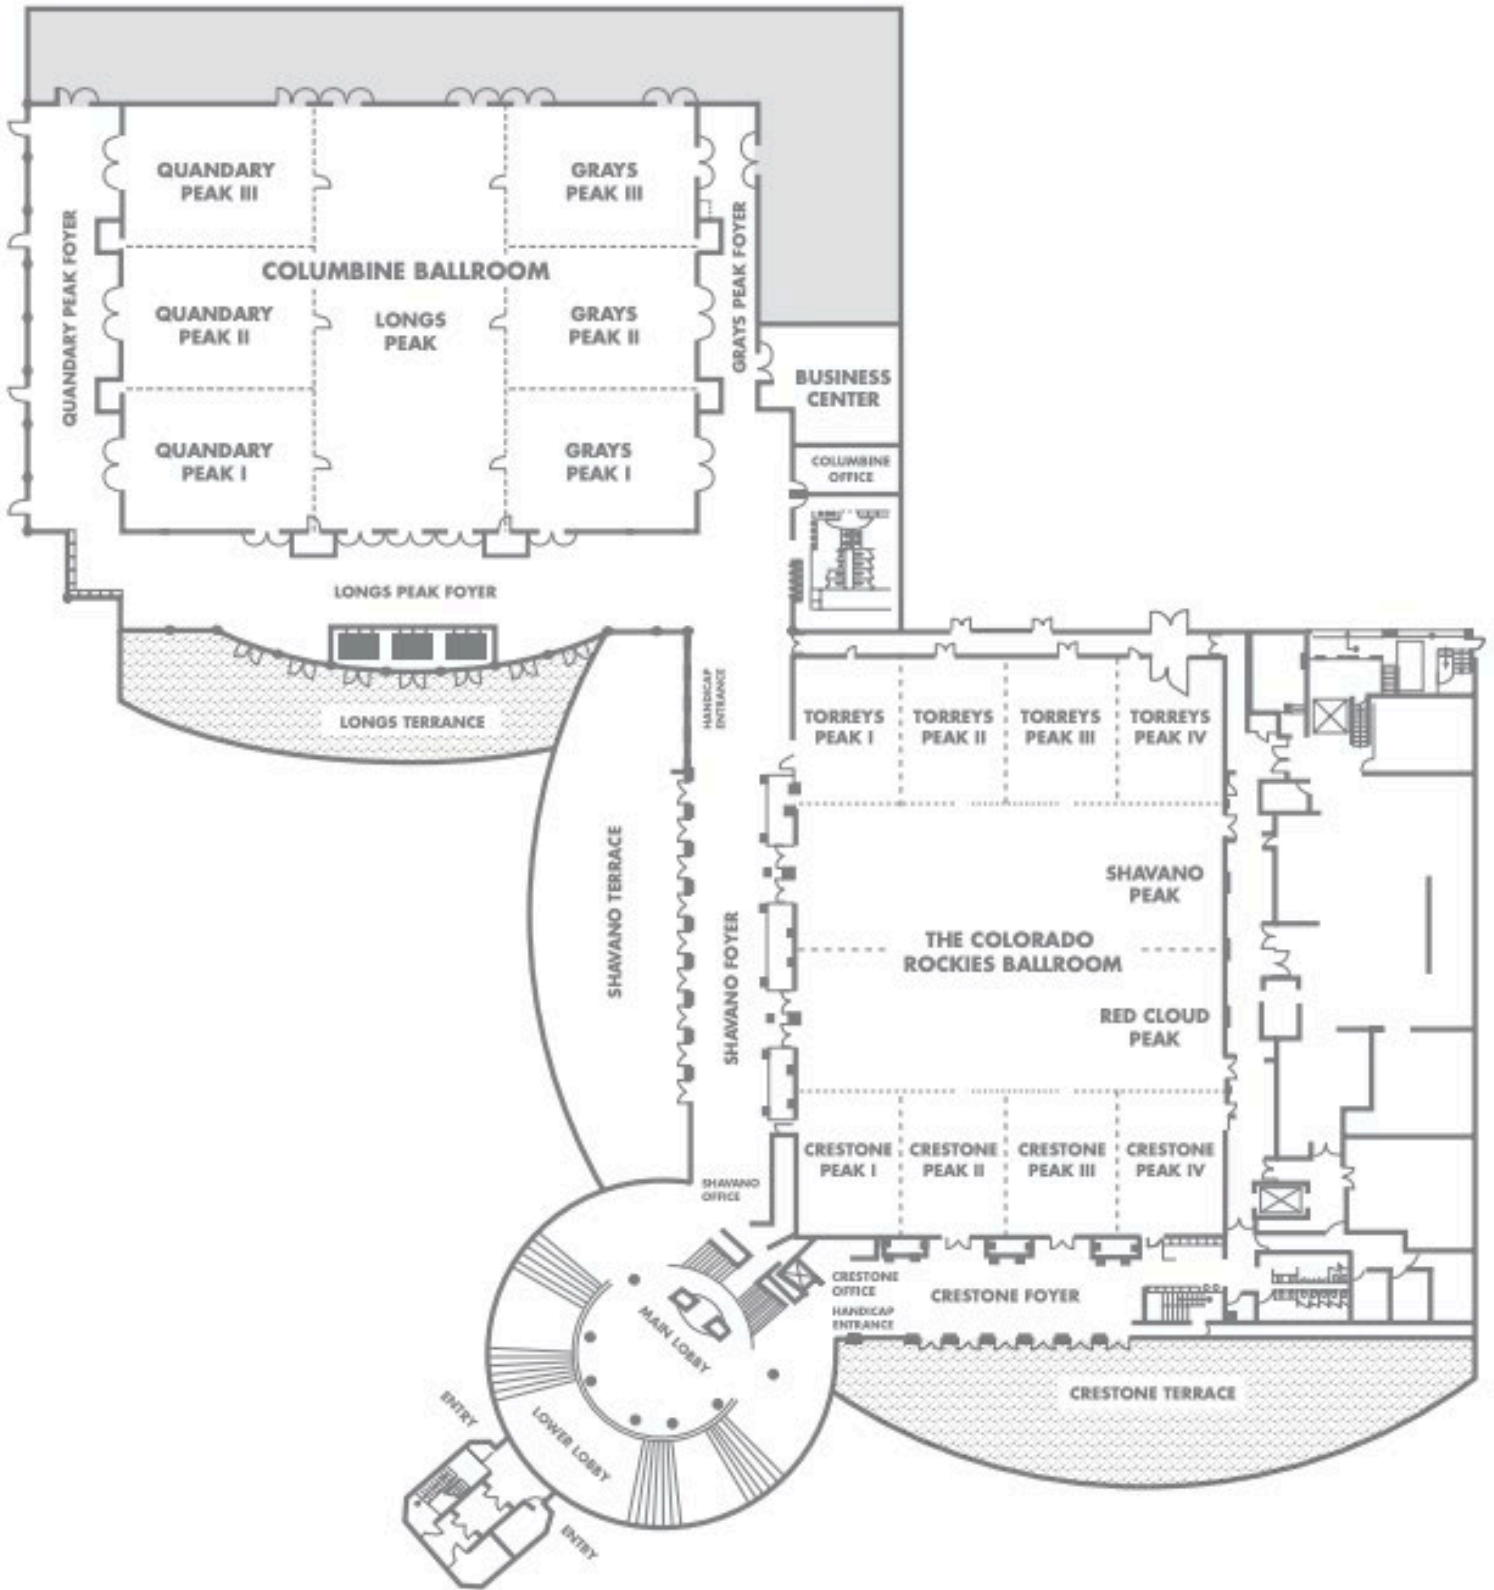 QUANDARY
PEAK III
GRAYS
PEAK III
QUANDARY PEAK FOYER
GRAYS PEAK FOYER
COLUMBINE BALLROOM
QUANDARY
PEAK II
LONGS
PEAK
GRAYS
PEAK II
BUSINESS
CENTER
QUANDARY
PEAK I
GRAYS
PEAK I
COLUMBINE
OFFICE
LONGS PEAK FOYER
LONGS TERRANCE
HANDICAP
ENTRANCE
TORREYS
PEAK I
TORREYS
PEAK II
TORREYS
PEAK III
TORREYS
PEAK IV
SHAVANO TERRACE
SHAVANO FOYER
SHAVANO
PEAK
THE COLORADO
ROCKIES BALLROOM
RED CLOUD
PEAK
CRESTONE
PEAK I
CRESTONE
PEAK II
CRESTONE
PEAK III
CRESTONE
PEAK IV
SHAVANO
OFFICE
CRESTONE
OFFICE
CRESTONE FOYER
HANDICAP
ENTRANCE
MAIN LOBBY
CRESTONE TERRACE
ENTRY
LOWER LOBBY
ENTRY